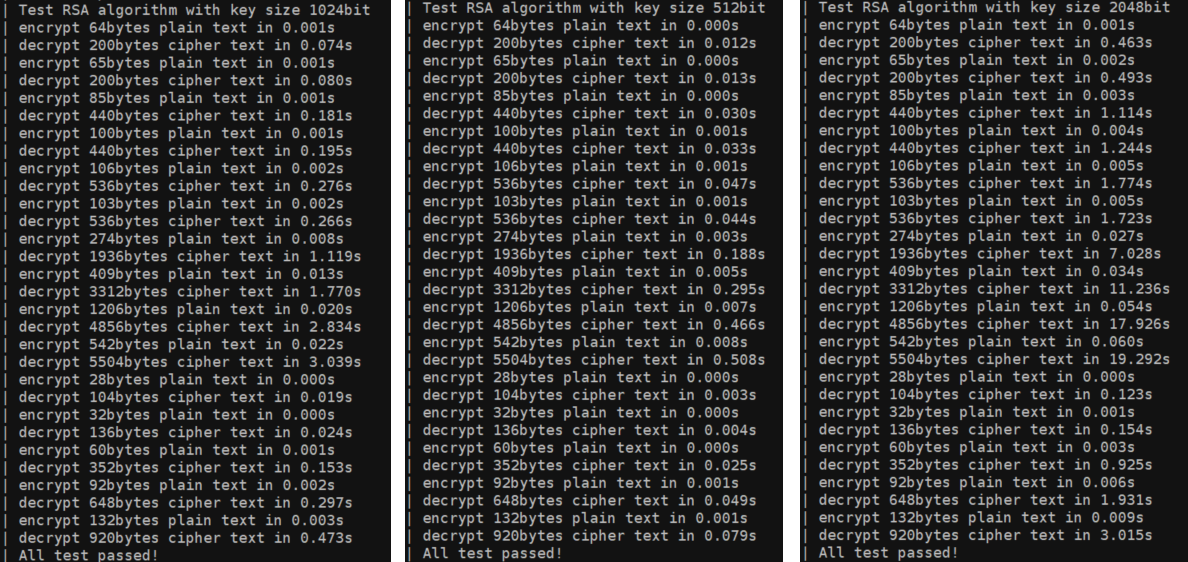 | Test RSA algorithm with key size 1024bit
| encrypt 64bytes plain text in 0.001s
| decrypt 200bytes cipher text in 0.074s
| encrypt 65bytes plain text in 0.001s
| decrypt 200bytes cipher text in 0.080s
| encrypt 85bytes plain text in 0.001s
| decrypt 440bytes cipher text in 0.181s
| encrypt 100bytes plain text in 0.001s
| decrypt 440bytes cipher text in 0.195s
| encrypt 106bytes plain text in 0.002s
| decrypt 536bytes cipher text in 0.276s
| encrypt 103bytes plain text in 0.002s
| decrypt 536bytes cipher text in 0.266s
| encrypt 274bytes plain text in 0.008s
| decrypt 1936bytes cipher text in 1.119s
| encrypt 409bytes plain text in 0.013s
| decrypt 3312bytes cipher text in 1.770s
| encrypt 1206bytes plain text in 0.020s
| decrypt 4856bytes cipher text in 2.834s
| encrypt 542bytes plain text in 0.022s
| decrypt 5504bytes cipher text in 3.039s
| encrypt 28bytes plain text in 0.000s
| decrypt 104bytes cipher text in 0.019s
| encrypt 32bytes plain text in 0.000s
| decrypt 136bytes cipher text in 0.024s
| encrypt 60bytes plain text in 0.001s
| decrypt 352bytes cipher text in 0.153s
| encrypt 92bytes plain text in 0.002s
| decrypt 648bytes cipher text in 0.297s
| encrypt 132bytes plain text in 0.003s
| decrypt 920bytes cipher text in 0.473s
| All test passed!
| Test RSA algorithm with key size 512bit
| encrypt 64bytes plain text in 0.000s
| decrypt 200bytes cipher text in 0.012s
| encrypt 65bytes plain text in 0.000s
| decrypt 200bytes cipher text in 0.013s
| encrypt 85bytes plain text in 0.000s
| decrypt 440bytes cipher text in 0.030s
| encrypt 100bytes plain text in 0.001s
| decrypt 440bytes cipher text in 0.033s
| encrypt 106bytes plain text in 0.001s
| decrypt 536bytes cipher text in 0.047s
| encrypt 103bytes plain text in 0.001s
| decrypt 536bytes cipher text in 0.044s
| encrypt 274bytes plain text in 0.003s
| decrypt 1936bytes cipher text in 0.188s
| encrypt 409bytes plain text in 0.005s
| decrypt 3312bytes cipher text in 0.295s
| encrypt 1206bytes plain text in 0.007s
| decrypt 4856bytes cipher text in 0.466s
| encrypt 542bytes plain text in 0.008s
| decrypt 5504bytes cipher text in 0.508s
| encrypt 28bytes plain text in 0.000s
| decrypt 104bytes cipher text in 0.003s
| encrypt 32bytes plain text in 0.000s
| decrypt 136bytes cipher text in 0.004s
| encrypt 60bytes plain text in 0.000s
| decrypt 352bytes cipher text in 0.025s
| encrypt 92bytes plain text in 0.001s
| decrypt 648bytes cipher text in 0.049s
| encrypt 132bytes plain text in 0.001s
| decrypt 920bytes cipher text in 0.079s
| All test passed!
| Test RSA algorithm with key size 2048bit
| encrypt 64bytes plain text in 0.001s
| decrypt 200bytes cipher text in 0.463s
| encrypt 65bytes plain text in 0.002s
| decrypt 200bytes cipher text in 0.493s
| encrypt 85bytes plain text in 0.003s
| decrypt 440bytes cipher text in 1.114s
| encrypt 100bytes plain text in 0.004s
| decrypt 440bytes cipher text in 1.244s
| encrypt 106bytes plain text in 0.005s
| decrypt 536bytes cipher text in 1.774s
| encrypt 103bytes plain text in 0.005s
| decrypt 536bytes cipher text in 1.723s
| encrypt 274bytes plain text in 0.027s
| decrypt 1936bytes cipher text in 7.028s
| encrypt 409bytes plain text in 0.034s
| decrypt 3312bytes cipher text in 11.236s
| encrypt 1206bytes plain text in 0.054s
| decrypt 4856bytes cipher text in 17.926s
| encrypt 542bytes plain text in 0.060s
| decrypt 5504bytes cipher text in 19.292s
| encrypt 28bytes plain text in 0.000s
| decrypt 104bytes cipher text in 0.123s
| encrypt 32bytes plain text in 0.001s
| decrypt 136bytes cipher text in 0.154s
| encrypt 60bytes plain text in 0.003s
| decrypt 352bytes cipher text in 0.925s
| encrypt 92bytes plain text in 0.006s
| decrypt 648bytes cipher text in 1.931s
| encrypt 132bytes plain text in 0.009s
| decrypt 920bytes cipher text in 3.015s
| All test passed!